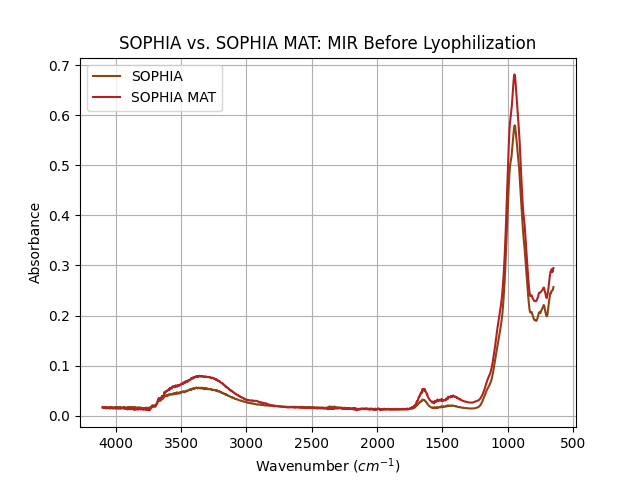 SOPHIA vs. SOPHIA MAT: MIR Before Lyophilization
SOPHIA
SOPHIA MAT
0.7
0.6
0.5
0.4
0.3
0.2
0.1
0.0
Absorbance
4000 3500 3000 2500 2000 1500 1000 500
Wavenumber (cm⁻¹)